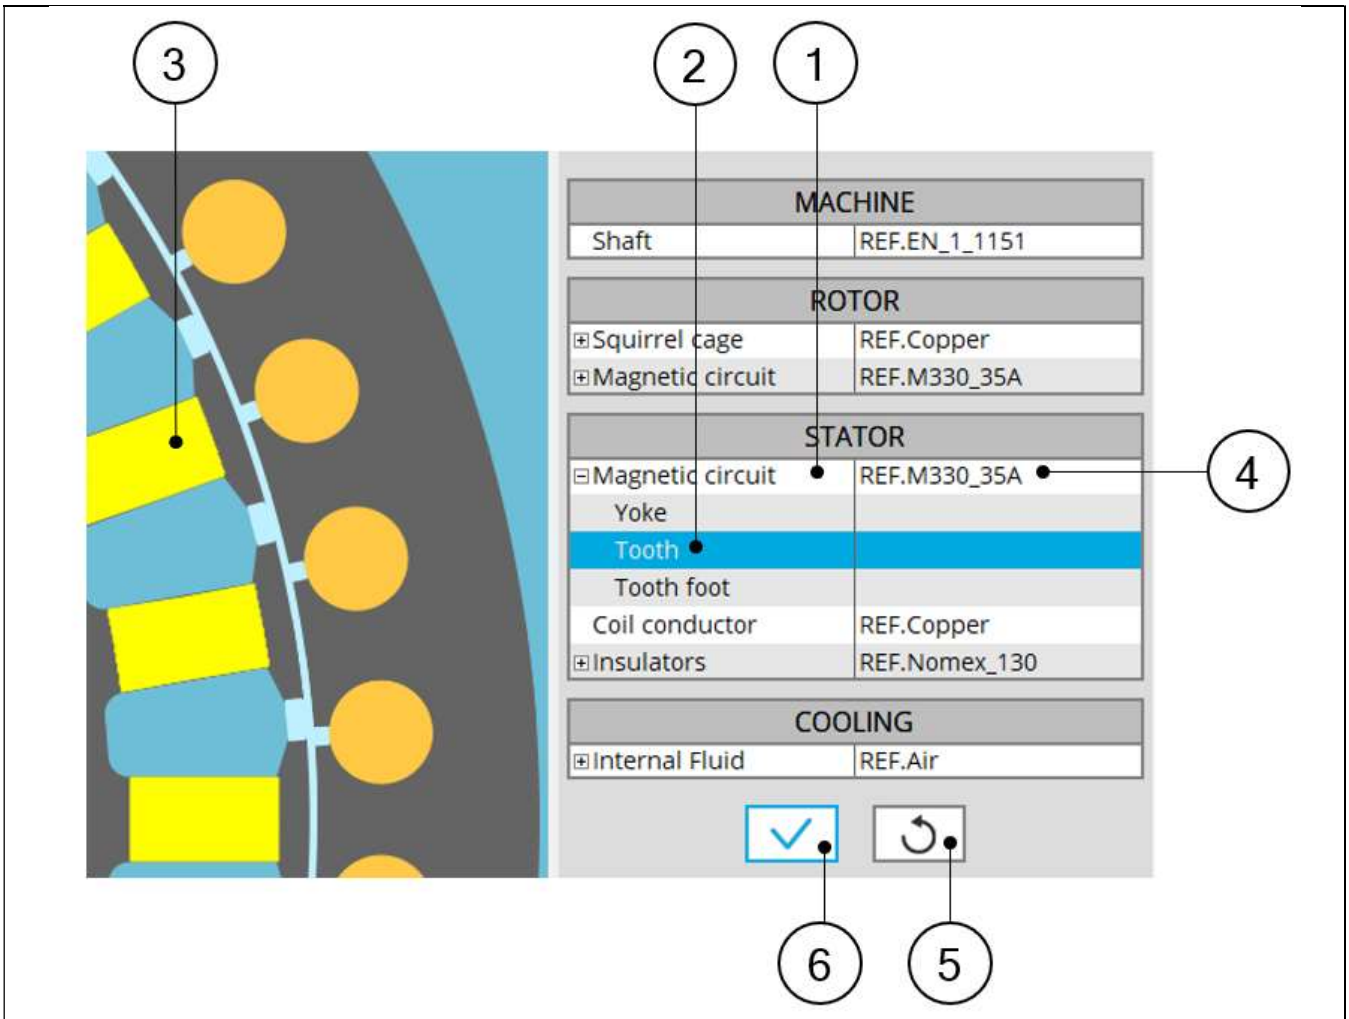 3 2 1
MACHINE
Shaft REF.EN_1_1151
ROTOR
Squirrel cage REF.Copper
Magnetic circuit REF.M330_35A
STATOR
Magnetic circuit REF.M330_35A
4
Yoke
Tooth
Tooth foot
Coil conductor REF.Copper
Insulators REF.Nomex_130
COOLING
Internal Fluid REF.Air
6 5